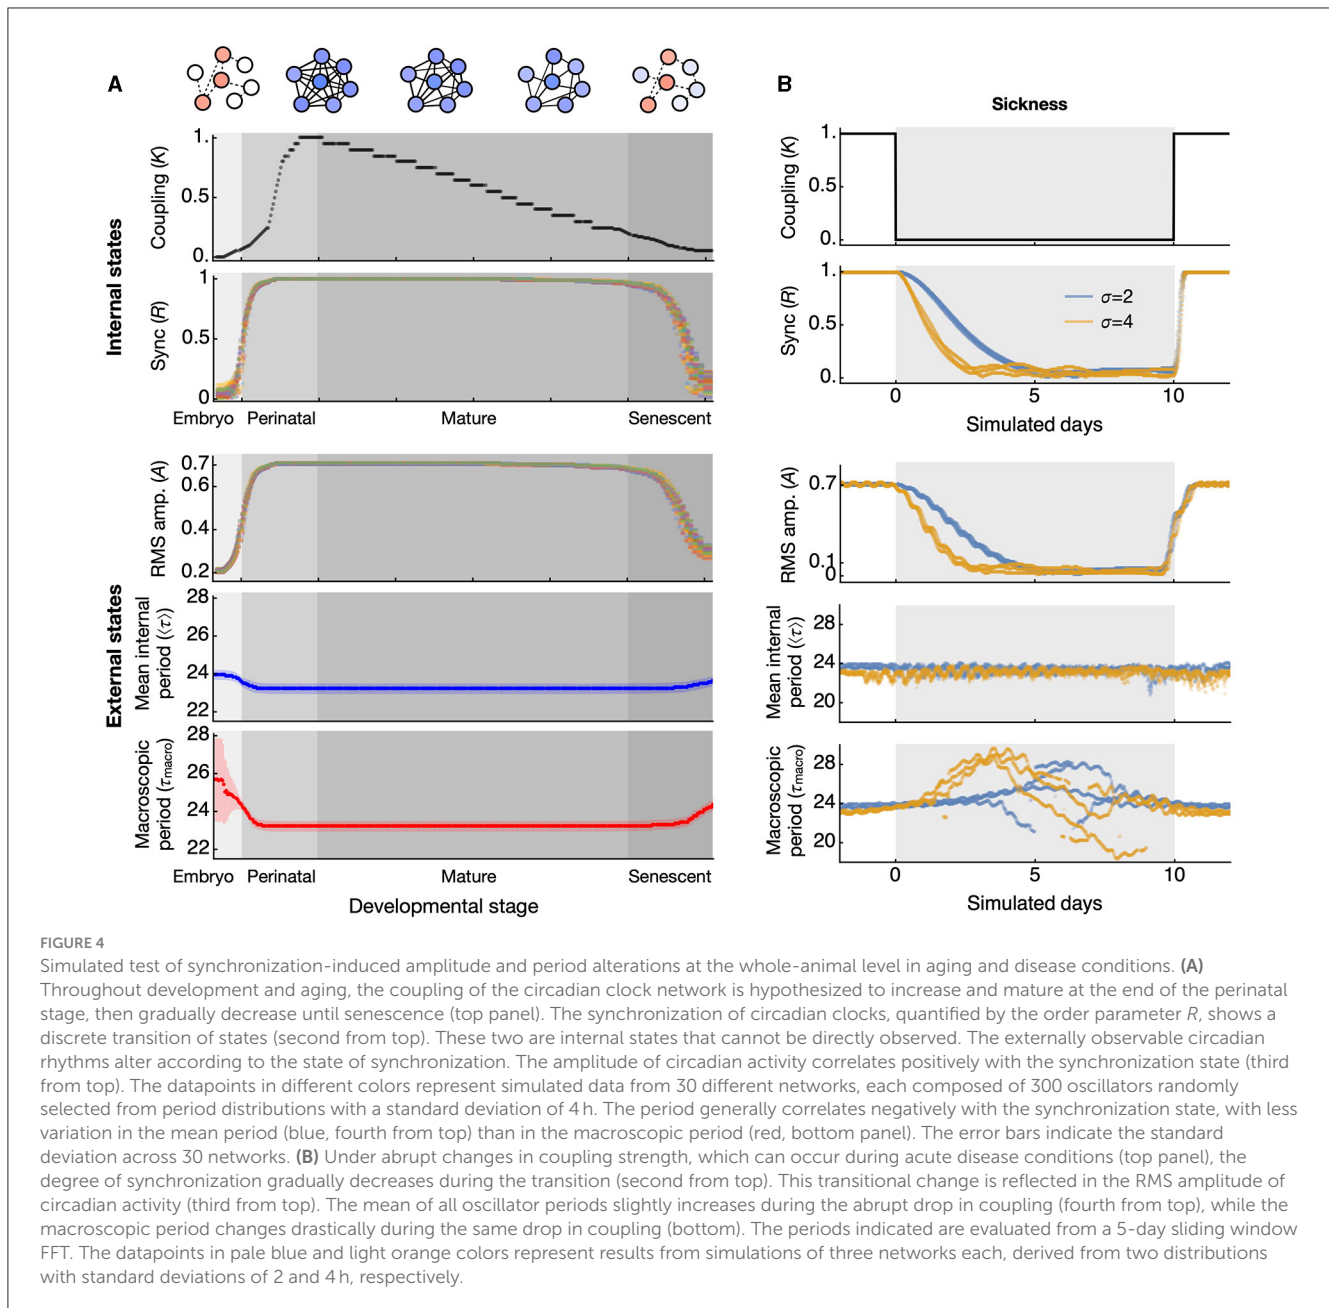 A
B
Sickness
Internal states
Coupling (K)
1.
0.5
0.
Sync (R)
1
0.5
0
Embryo Perinatal Mature Senescent
External states
RMS amp. (A)
0.7
0.6
0.4
0.2
Mean internal
period (⟨τ⟩)
28
26
24
22
Macroscopic
period (τmacro)
28
26
24
22
Embryo Perinatal Mature Senescent
Developmental stage
Coupling (K)
1.
0.5
0.
Sync (R)
1.
0.5
1.
σ=2
σ=4
0 5 10
Simulated days
RMS amp. (A)
0.7
0.1
0
Mean internal
period (⟨τ⟩)
28
24
20
Macroscopic
period (τmacro)
28
24
20
0 5 10
Simulated days
FIGURE 4
Simulated test of synchronization-induced amplitude and period alterations at the whole-animal level in aging and disease conditions. (A)
Throughout development and aging, the coupling of the circadian clock network is hypothesized to increase and mature at the end of the perinatal
stage, then gradually decrease until senescence (top panel). The synchronization of circadian clocks, quantified by the order parameter R, shows a
discrete transition of states (second from top). These two are internal states that cannot be directly observed. The externally observable circadian
rhythms alter according to the state of synchronization. The amplitude of circadian activity correlates positively with the synchronization state (third
from top). The datapoints in different colors represent simulated data from 30 different networks, each composed of 300 oscillators randomly
selected from period distributions with a standard deviation of 4 h. The period generally correlates negatively with the synchronization state, with less
variation in the mean period (blue, fourth from top) than in the macroscopic period (red, bottom panel). The error bars indicate the standard
deviation across 30 networks. (B) Under abrupt changes in coupling strength, which can occur during acute disease conditions (top panel), the
degree of synchronization gradually decreases during the transition (second from top). This transitional change is reflected in the RMS amplitude of
circadian activity (third from top). The mean of all oscillator periods slightly increases during the abrupt drop in coupling (fourth from top), while the
macroscopic period changes drastically during the same drop in coupling (bottom). The periods indicated are evaluated from a 5-day sliding window
FFT. The datapoints in pale blue and light orange colors represent results from simulations of three networks each, derived from two distributions
with standard deviations of 2 and 4 h, respectively.